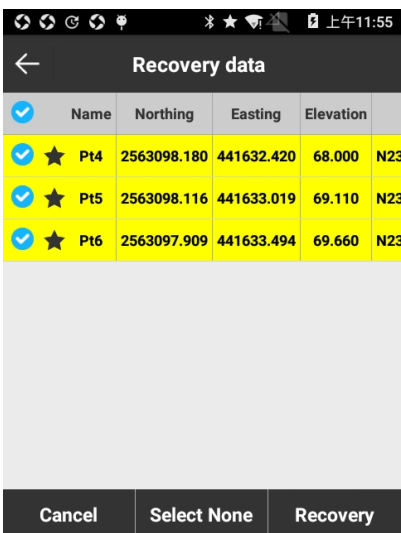 上午11:55
Recovery data
Name Northing Easting Elevation
Pt4 2563098.180 441632.420 68.000 N23
Pt5 2563098.116 441633.019 69.110 N23
Pt6 2563097.909 441633.494 69.660 N23
Cancel Select None Recovery